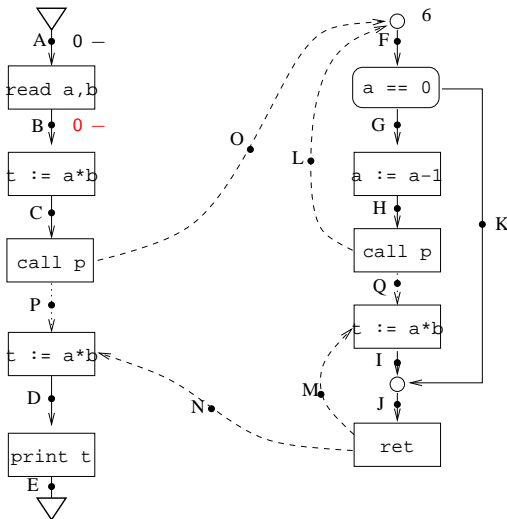 A 0 –
read a,b
B 0 –
t := a*b
C
call p
P
t := a*b
D
print t
E
O
L
N
M
6
F
a == 0
G
a := a-1
H
call p
K
Q
t := a*b
I
J
ret